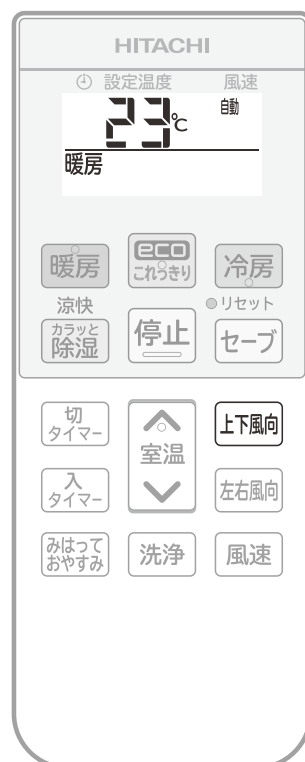 HITACHI
設定温度 風速
23℃ 自動
暖房
暖房 eco これっきり 冷房
涼快 リセット
カラッと 除湿 停止 セーブ
切 タイマー 室温 上下風向
入 タイマー 左右風向
みはって おやすみ 洗浄 風速